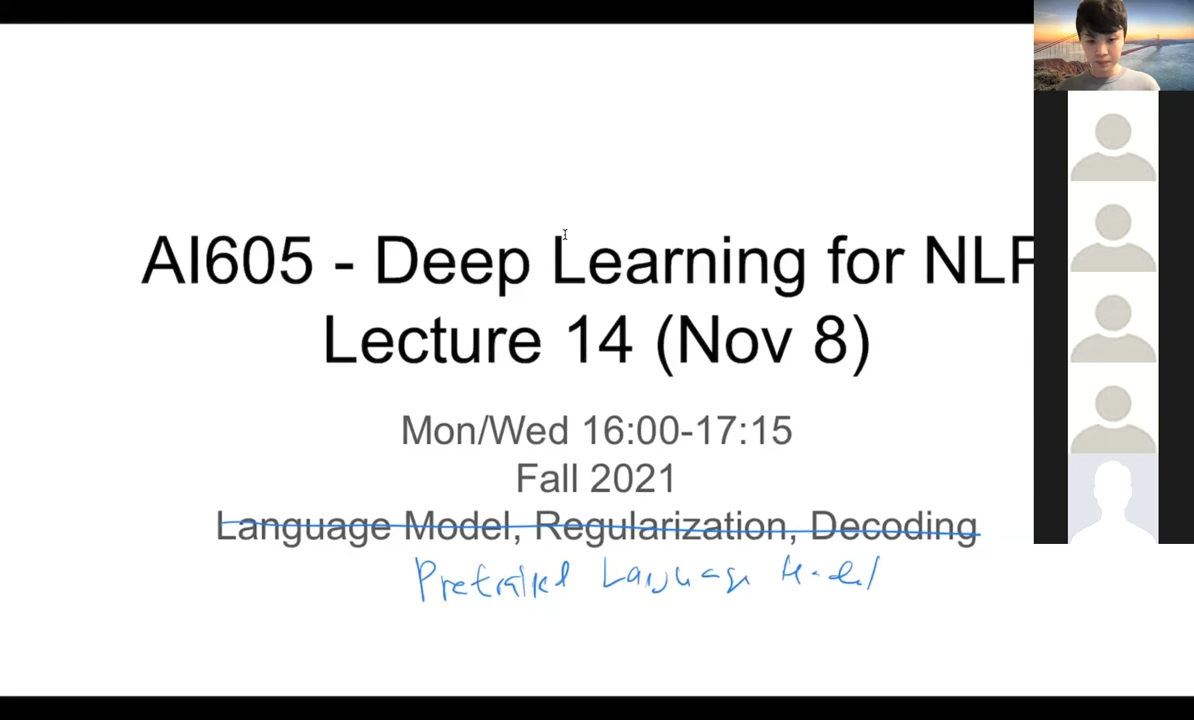 AI605 - Deep Learning for NLP
Lecture 14 (Nov 8)
Mon/Wed 16:00-17:15
Fall 2021
Language Model, Regularization, Decoding
Pretrained Language Model